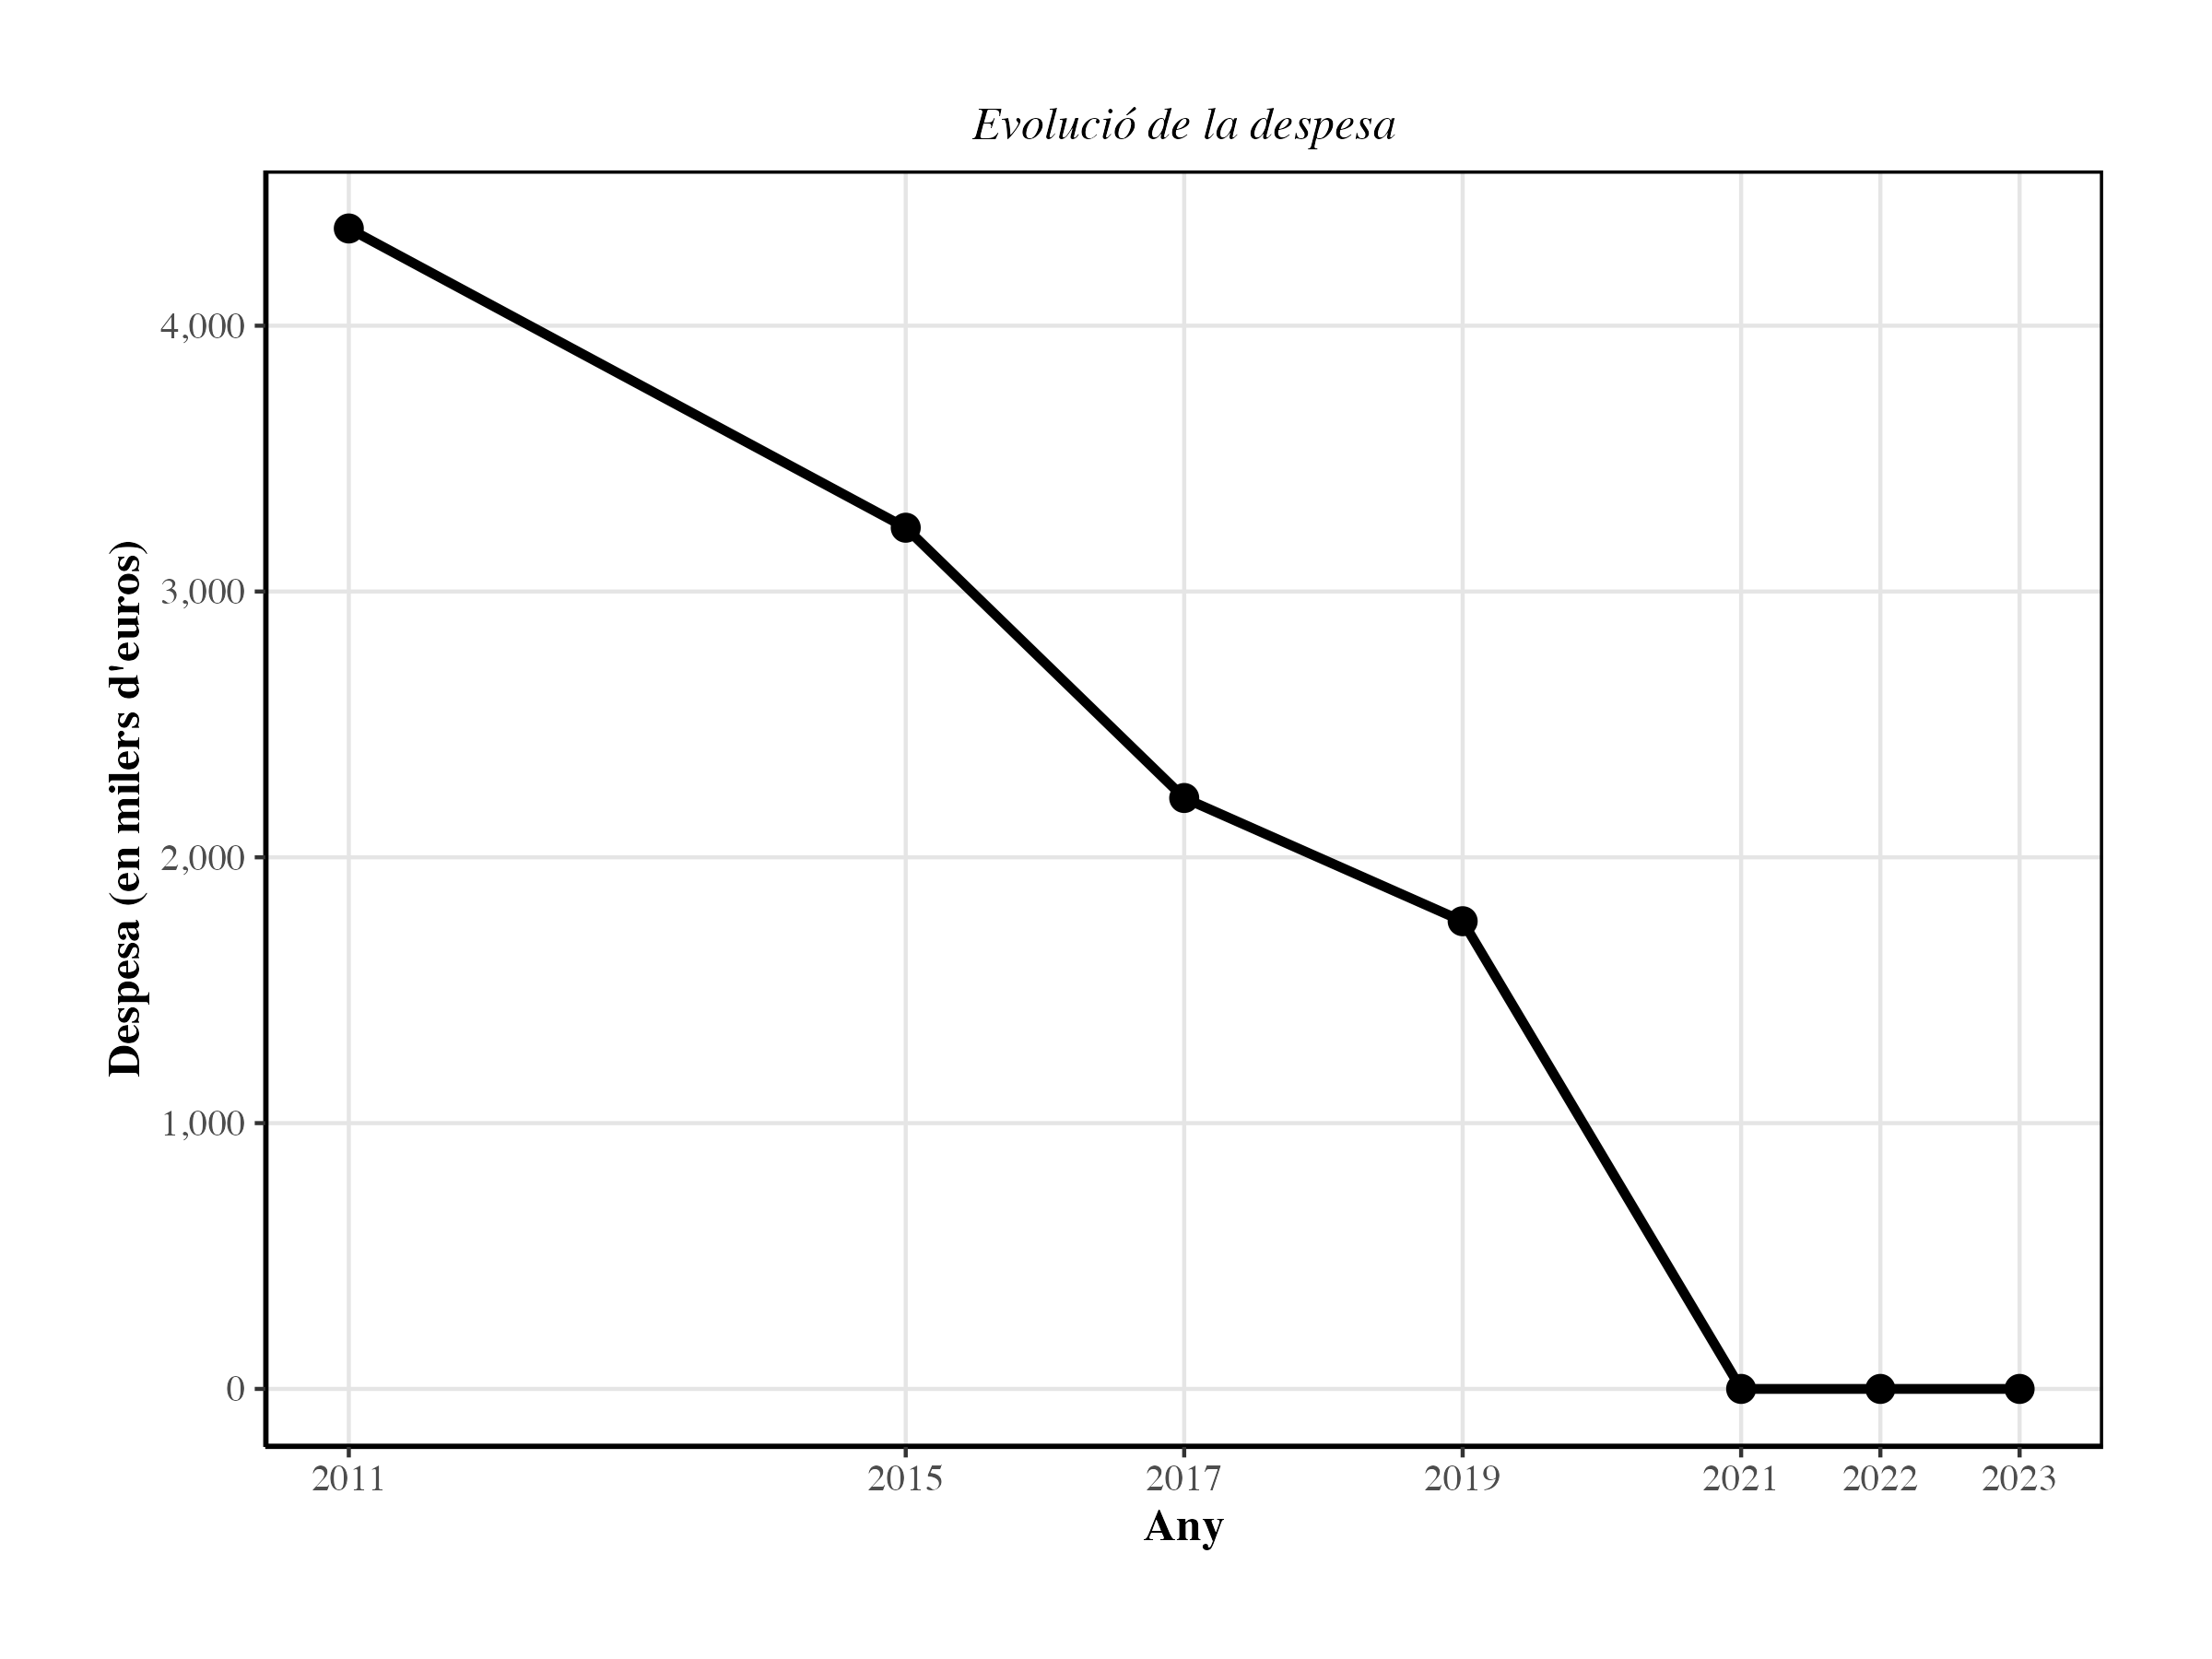 Evolució de la despesa
Despesa (en milers d'euros)
4,000
3,000
2,000
1,000
0
2011 2015 2017 2019 2021 2022 2023
Any